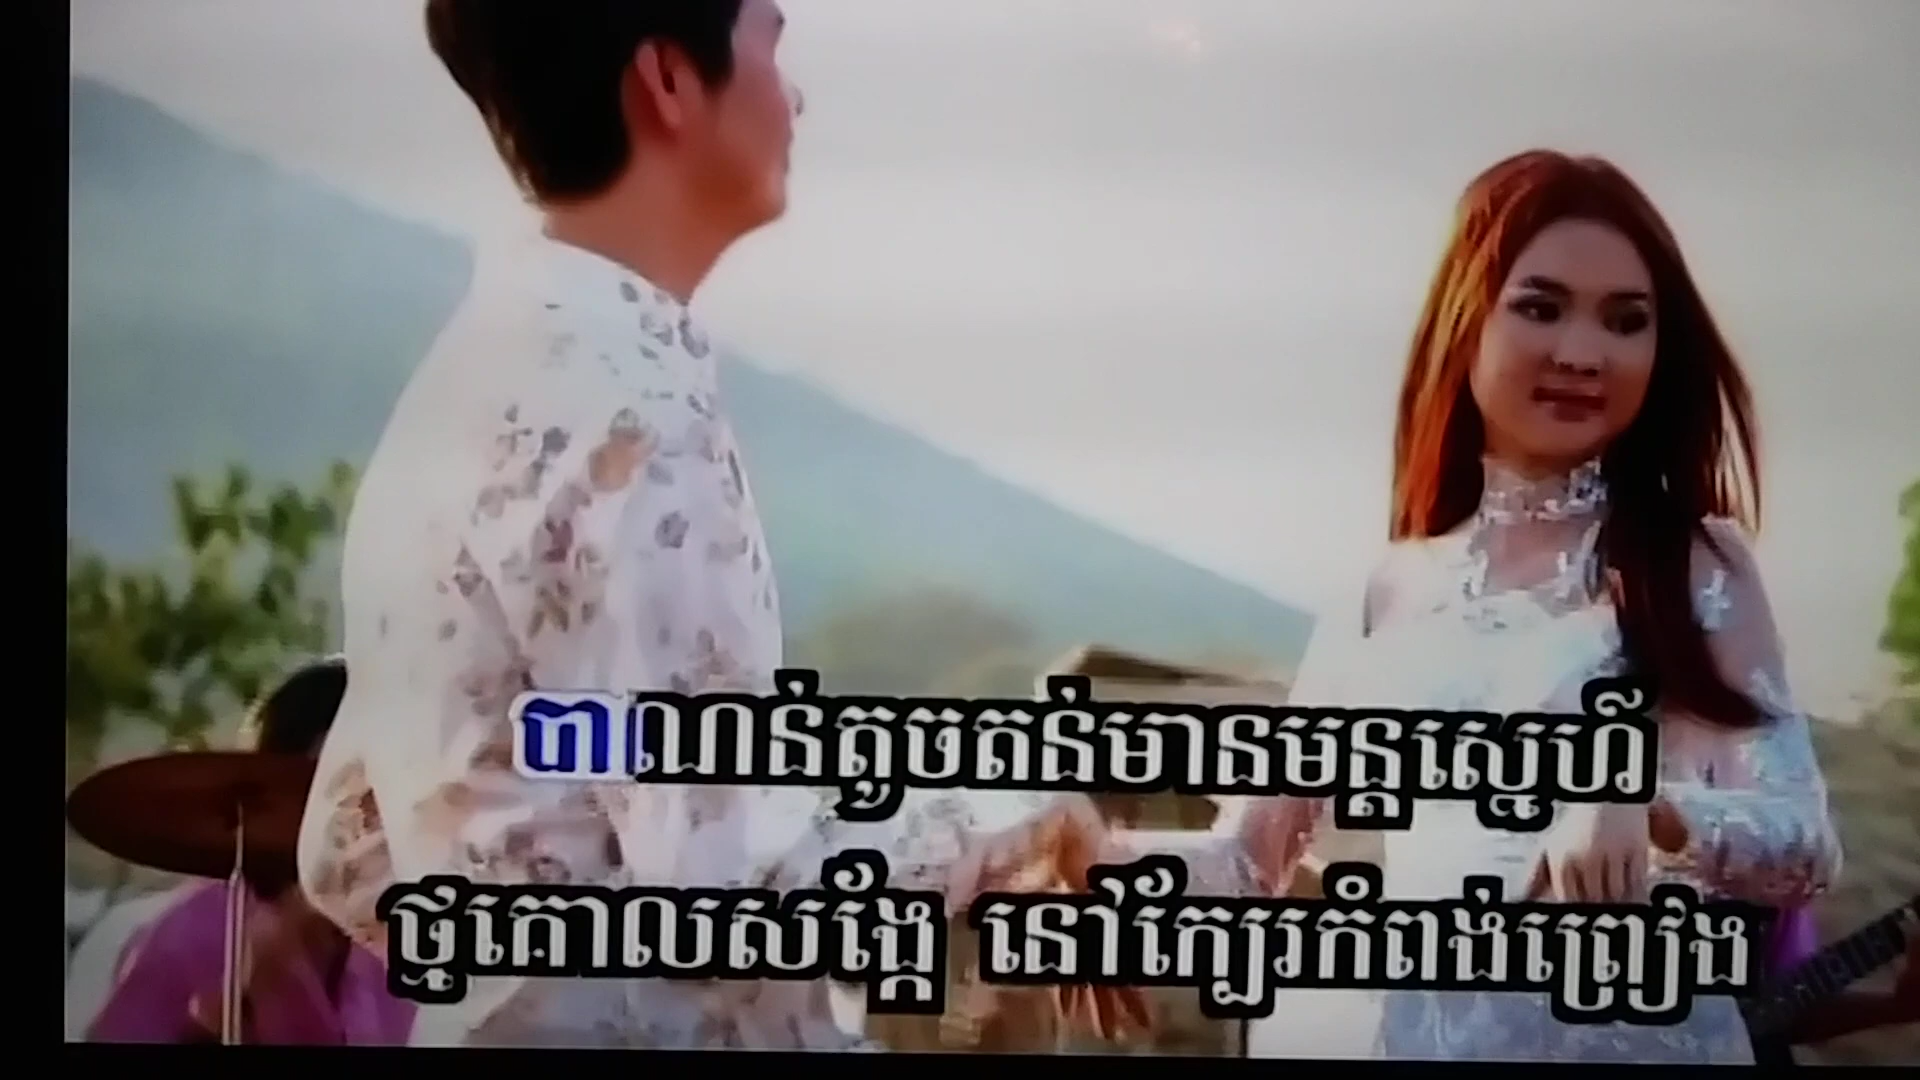 បាណន់តូចតន់មានមន្តស្នេហ៍
ថ្មគោលសង្កែ នៅក្បែរកំពង់ព្រៀង